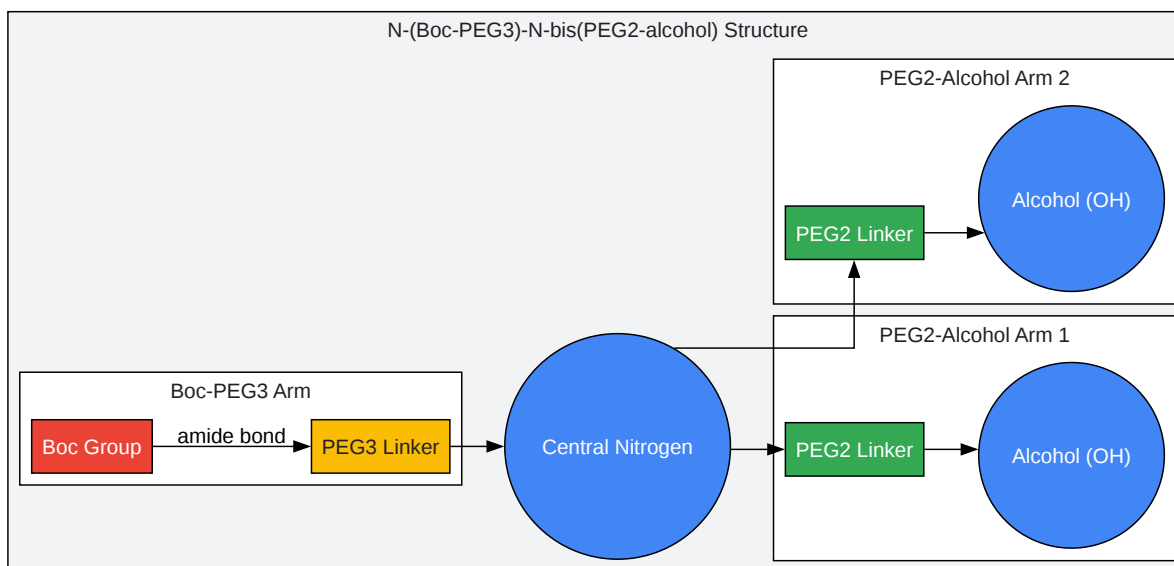 N-(Boc-PEG3)-N-bis(PEG2-alcohol) Structure
PEG2-Alcohol Arm 2
Alcohol (OH)
PEG2 Linker
PEG2-Alcohol Arm 1
Boc-PEG3 Arm
Boc Group
amide bond
PEG3 Linker
Central Nitrogen
PEG2 Linker
Alcohol (OH)